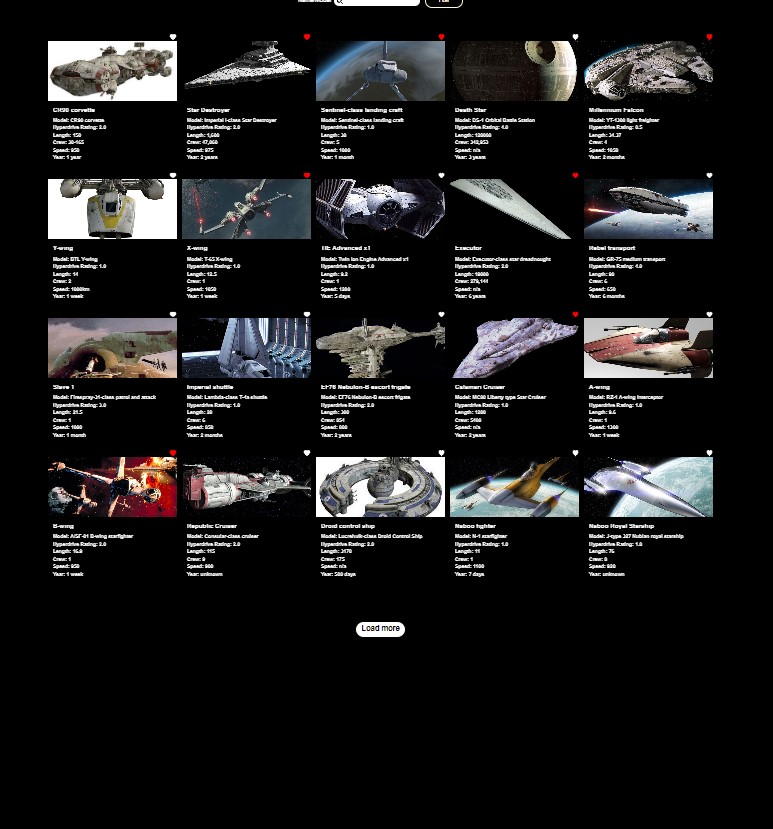 Name/Model
CR90 corvette
Model: CR90 corvette
Hyperdrive Rating: 2.0
Length: 150
Crew: 30-165
Speed: 950
Year: 1 year
Star Destroyer
Model: Imperial I-class Star Destroyer
Hyperdrive Rating: 2.0
Length: 1,600
Crew: 47,060
Speed: 975
Year: 2 years
Sentinel-class landing craft
Model: Sentinel-class landing craft
Hyperdrive Rating: 1.0
Length: 38
Crew: 5
Speed: 1000
Year: 1 month
Death Star
Model: DS-1 Orbital Battle Station
Hyperdrive Rating: 4.0
Length: 120000
Crew: 342,953
Speed: n/a
Year: 3 years
Millennium Falcon
Model: YT-1300 light freighter
Hyperdrive Rating: 0.5
Length: 34.37
Crew: 4
Speed: 1050
Year: 2 months
Y-wing
Model: BTL Y-wing
Hyperdrive Rating: 1.0
Length: 14
Crew: 2
Speed: 1000km
Year: 1 week
X-wing
Model: T-65 X-wing
Hyperdrive Rating: 1.0
Length: 12.5
Crew: 1
Speed: 1050
Year: 1 week
TIE Advanced x1
Model: Twin Ion Engine Advanced x1
Hyperdrive Rating: 1.0
Length: 9.2
Crew: 1
Speed: 1200
Year: 5 days
Executor
Model: Executor-class star dreadnought
Hyperdrive Rating: 2.0
Length: 19000
Crew: 279,144
Speed: n/a
Year: 6 years
Rebel transport
Model: GR-75 medium transport
Hyperdrive Rating: 4.0
Length: 90
Crew: 6
Speed: 650
Year: 6 months
Slave 1
Model: Firespray-31-class patrol and attack
Hyperdrive Rating: 3.0
Length: 21.5
Crew: 1
Speed: 1000
Year: 1 month
Imperial shuttle
Model: Lambda-class T-4a shuttle
Hyperdrive Rating: 1.0
Length: 20
Crew: 6
Speed: 850
Year: 2 months
EF76 Nebulon-B escort frigate
Model: EF76 Nebulon-B escort frigate
Hyperdrive Rating: 2.0
Length: 300
Crew: 854
Speed: 800
Year: 2 years
Calamari Cruiser
Model: MC80 Liberty type Star Cruiser
Hyperdrive Rating: 1.0
Length: 1200
Crew: 5400
Speed: n/a
Year: 2 years
A-wing
Model: RZ-1 A-wing Interceptor
Hyperdrive Rating: 1.0
Length: 9.6
Crew: 1
Speed: 1300
Year: 1 week
B-wing
Model: A/SF-01 B-wing starfighter
Hyperdrive Rating: 2.0
Length: 16.9
Crew: 1
Speed: 950
Year: 1 week
Republic Cruiser
Model: Consular-class cruiser
Hyperdrive Rating: 2.0
Length: 115
Crew: 9
Speed: 900
Year: unknown
Droid control ship
Model: Lucrehulk-class Droid Control Ship
Hyperdrive Rating: 2.0
Length: 3170
Crew: 175
Speed: n/a
Year: 500 days
Naboo fighter
Model: N-1 starfighter
Hyperdrive Rating: 1.0
Length: 11
Crew: 1
Speed: 1100
Year: 7 days
Naboo Royal Starship
Model: J-type 327 Nubian royal starship
Hyperdrive Rating: 1.8
Length: 76
Crew: 8
Speed: 920
Year: unknown
Load more